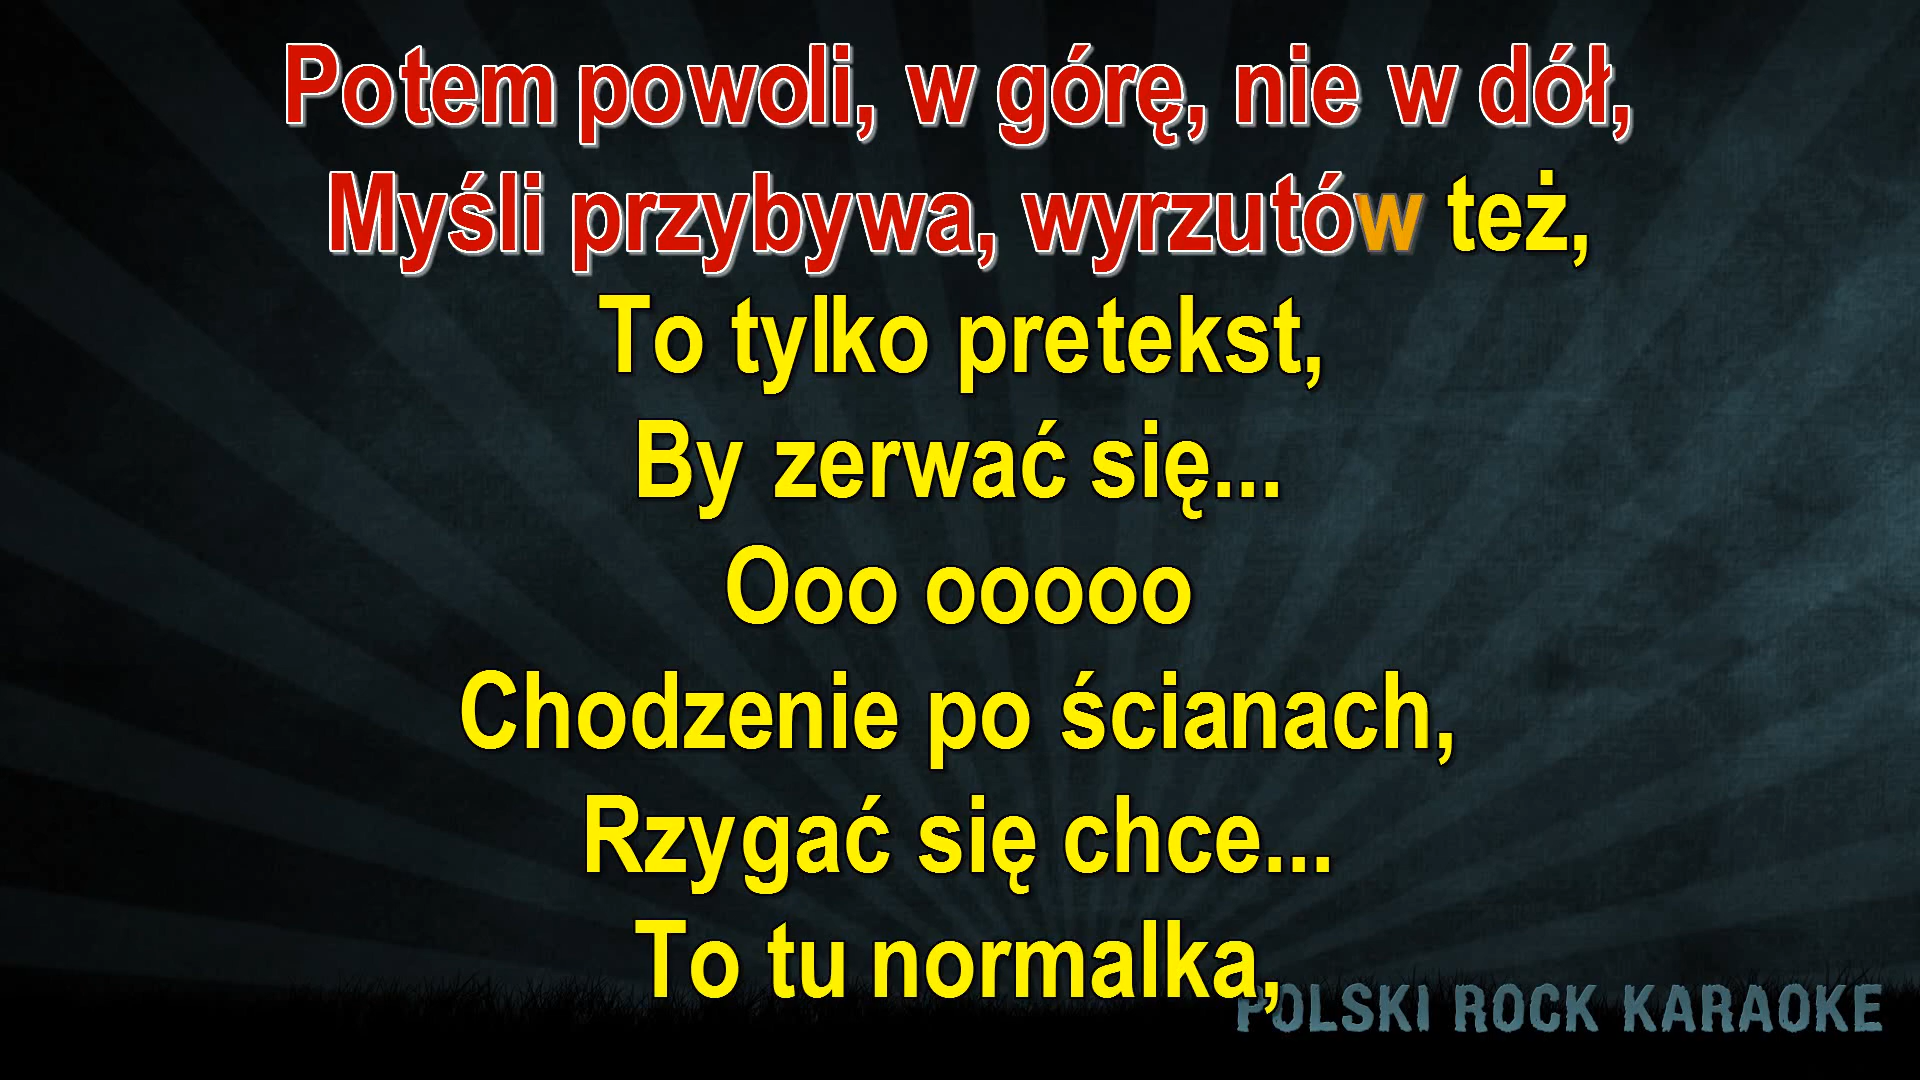 Potem powoli, w górę, nie w dół,
Myśli przybywa, wyrzutów też,
To tylko pretekst,
By zerwać się...
Ooo ooooo
Chodzenie po ścianach,
Rzygać się chce...
To tu normalka,
POLSKI ROCK KARAOKE